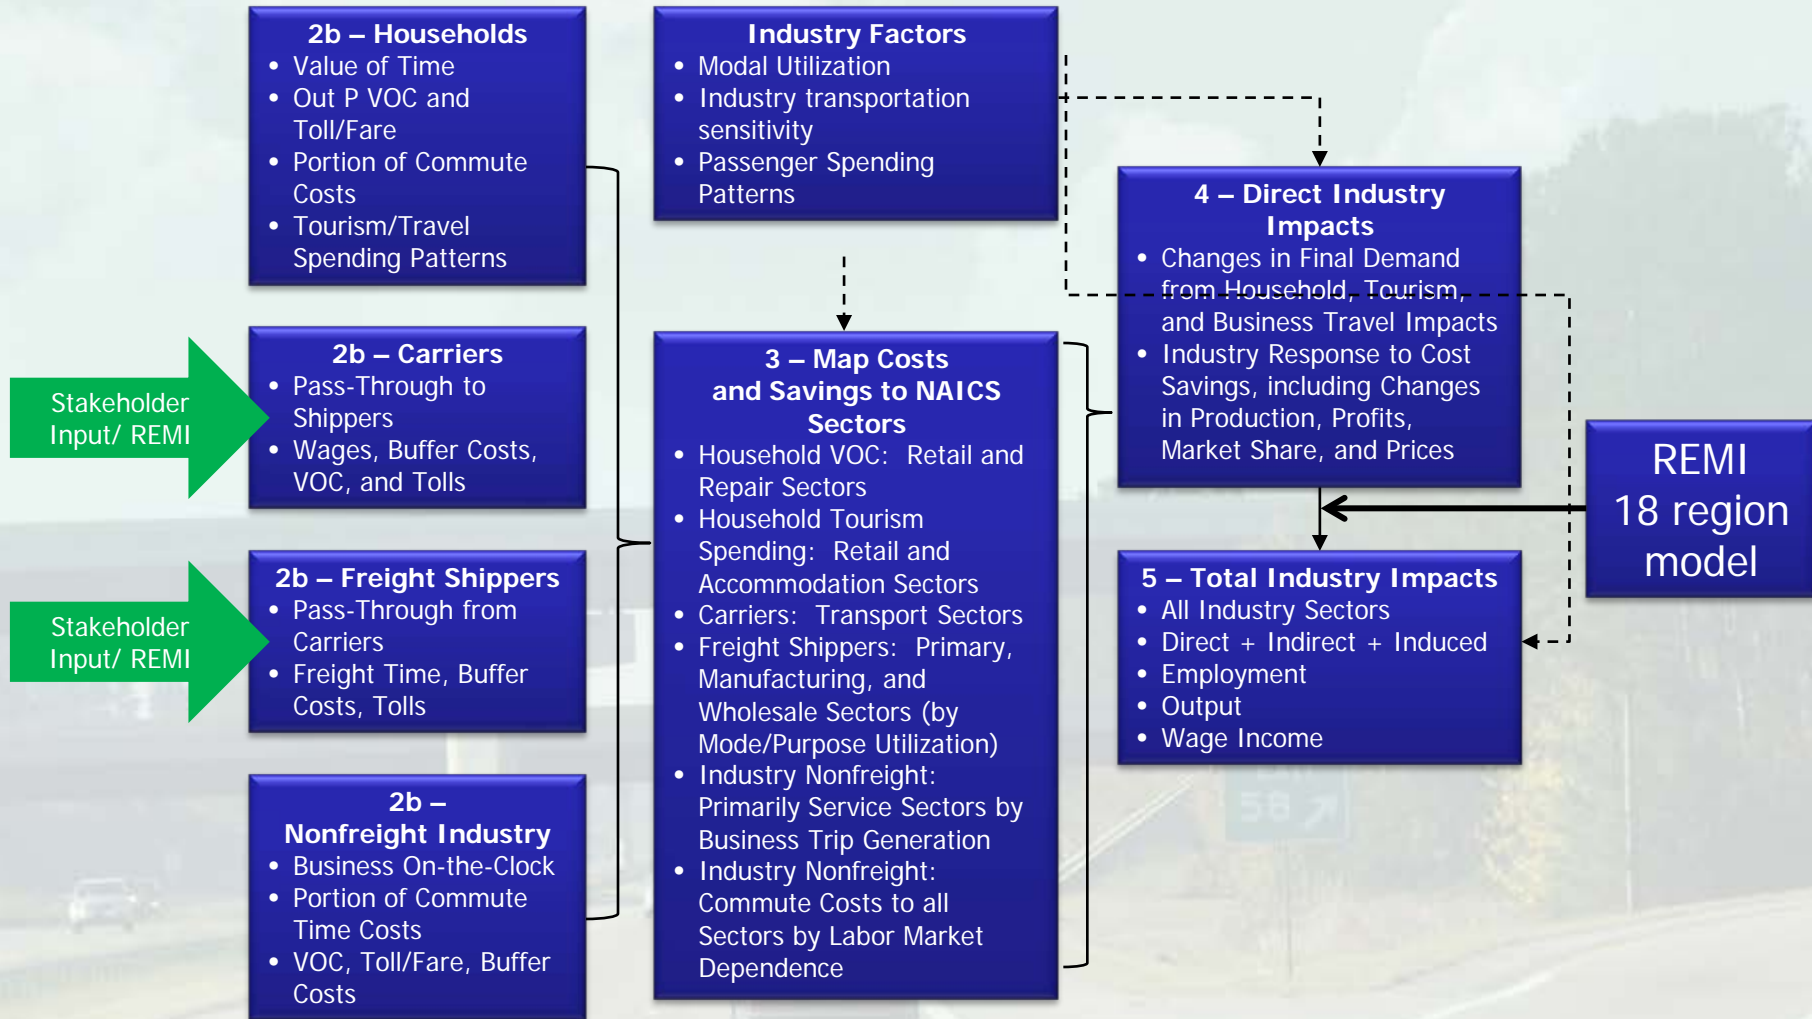 2b – Households
• Value of Time
• Out P VOC and
Toll/Fare
• Portion of Commute
Costs
• Tourism/Travel
Spending Patterns
Industry Factors
• Modal Utilization
• Industry transportation
sensitivity
• Passenger Spending
Patterns
4 – Direct Industry
Impacts
• Changes in Final Demand
from Household, Tourism,
and Business Travel Impacts
• Industry Response to Cost
Savings, including Changes
in Production, Profits,
Market Share, and Prices
Stakeholder
Input/ REMI
2b – Carriers
• Pass-Through to
Shippers
• Wages, Buffer Costs,
VOC, and Tolls
3 – Map Costs
and Savings to NAICS
Sectors
• Household VOC: Retail and
Repair Sectors
• Household Tourism
Spending: Retail and
Accommodation Sectors
• Carriers: Transport Sectors
• Freight Shippers: Primary,
Manufacturing, and
Wholesale Sectors (by
Mode/Purpose Utilization)
• Industry Nonfreight:
Primarily Service Sectors by
Business Trip Generation
• Industry Nonfreight:
Commute Costs to all
Sectors by Labor Market
Dependence
REMI
18 region
model
Stakeholder
Input/ REMI
2b – Freight Shippers
• Pass-Through from
Carriers
• Freight Time, Buffer
Costs, Tolls
5 – Total Industry Impacts
• All Industry Sectors
• Direct + Indirect + Induced
• Employment
• Output
• Wage Income
2b –
Nonfreight Industry
• Business On-the-Clock
• Portion of Commute
Time Costs
• VOC, Toll/Fare, Buffer
Costs
58